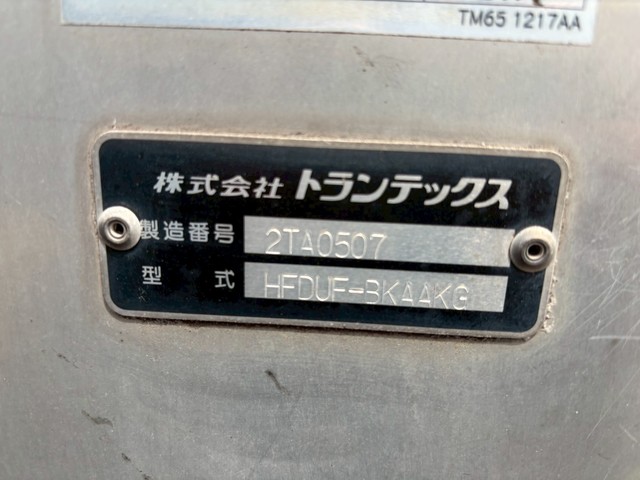 TM65 1217AA
株式会社 トランテックス
製造番号 2TA0507
型 式 HFDUF-BKAAKG